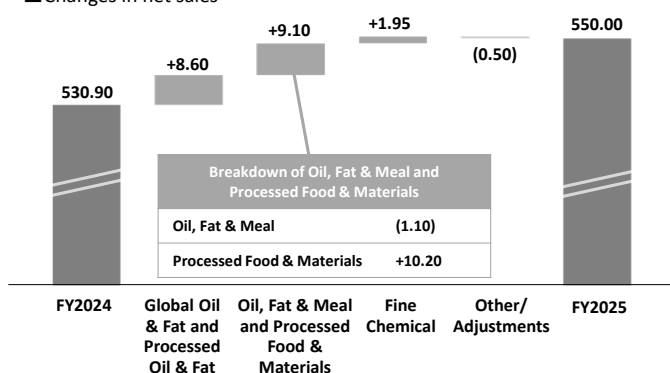 ■Changes in net sales
530.90
+8.60
+9.10
+1.95
(0.50)
550.00
Breakdown of Oil, Fat & Meal and
Processed Food & Materials
Oil, Fat & Meal (1.10)
Processed Food & Materials +10.20
FY2024
Global Oil
& Fat and
Processed
Oil & Fat
Oil, Fat & Meal
and Processed
Food &
Materials
Fine
Chemical
Other/
Adjustments
FY2025